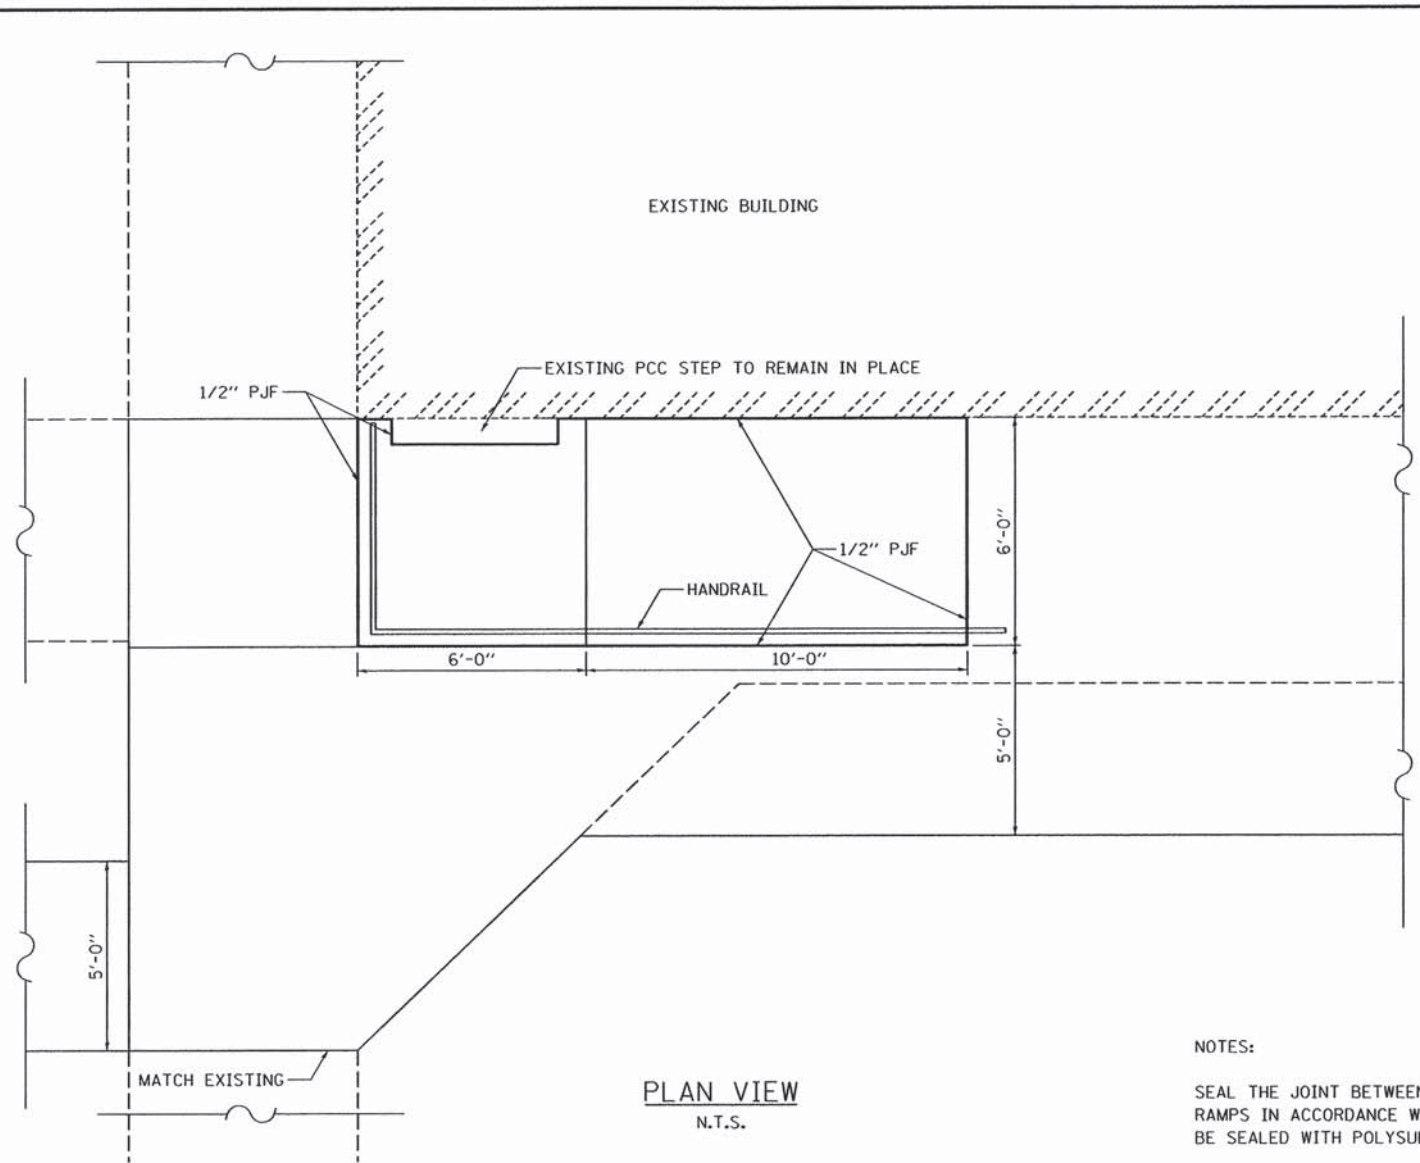 EXISTING BUILDING
EXISTING PCC STEP TO REMAIN IN PLACE
1/2" PJF
6'-0"
1/2" PJF
HANDRAIL
6'-0"
10'-0"
5'-0"
5'-0"
MATCH EXISTING
PLAN VIEW
N.T.S.
NOTES:
SEAL THE JOINT BETWEEN
RAMPS IN ACCORDANCE
BE SEALED WITH